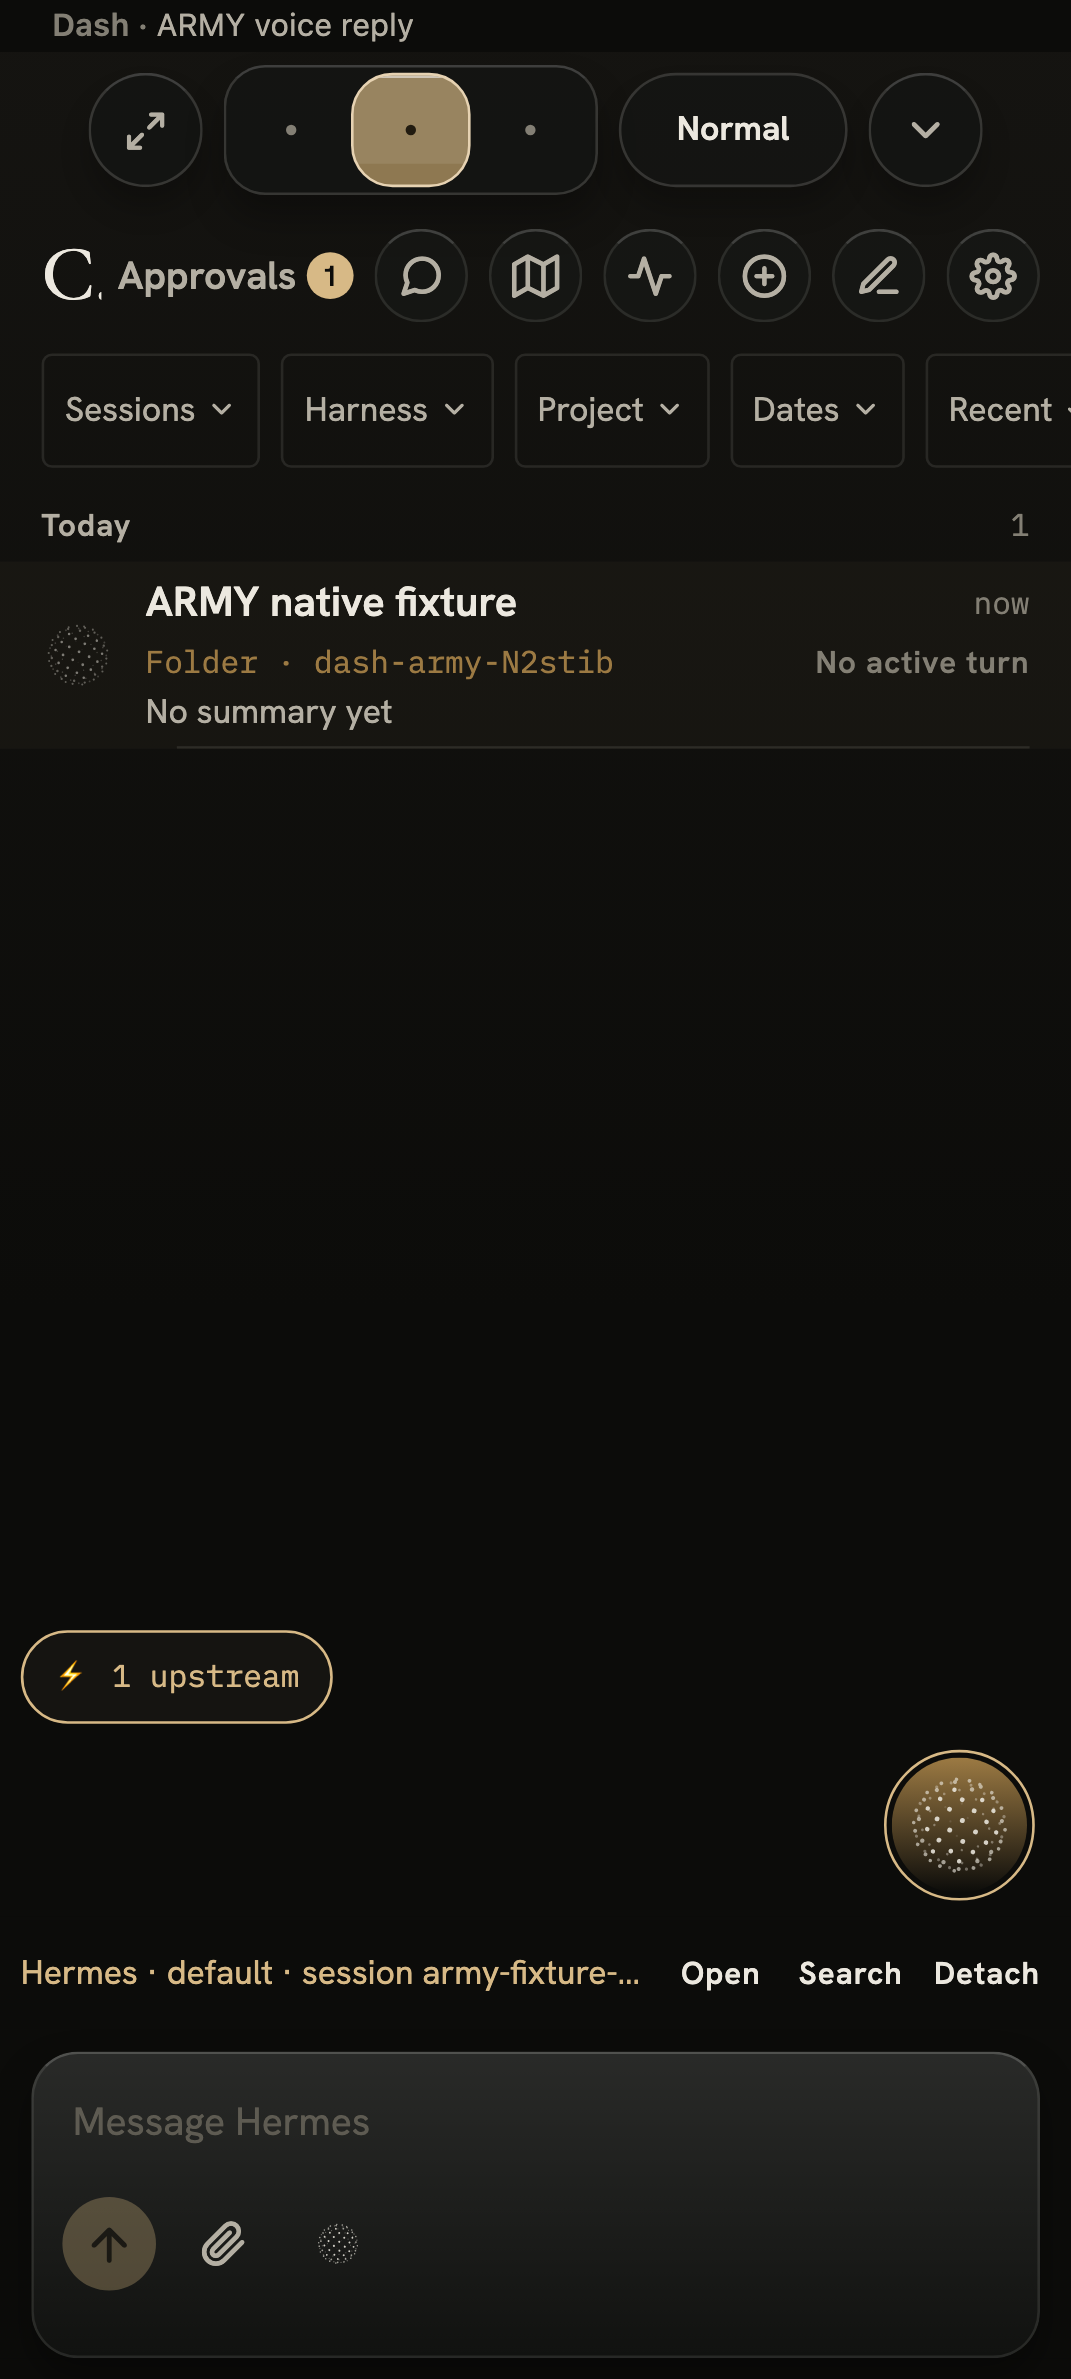 Dash · ARMY voice reply
Normal
C. Approvals 1
Sessions Harness Project Dates Recent
Today 1
ARMY native fixture now
Folder · dash-army-N2stib No active turn
No summary yet
⚡ 1 upstream
Hermes · default · session army-fixture-… Open Search Detach
Message Hermes